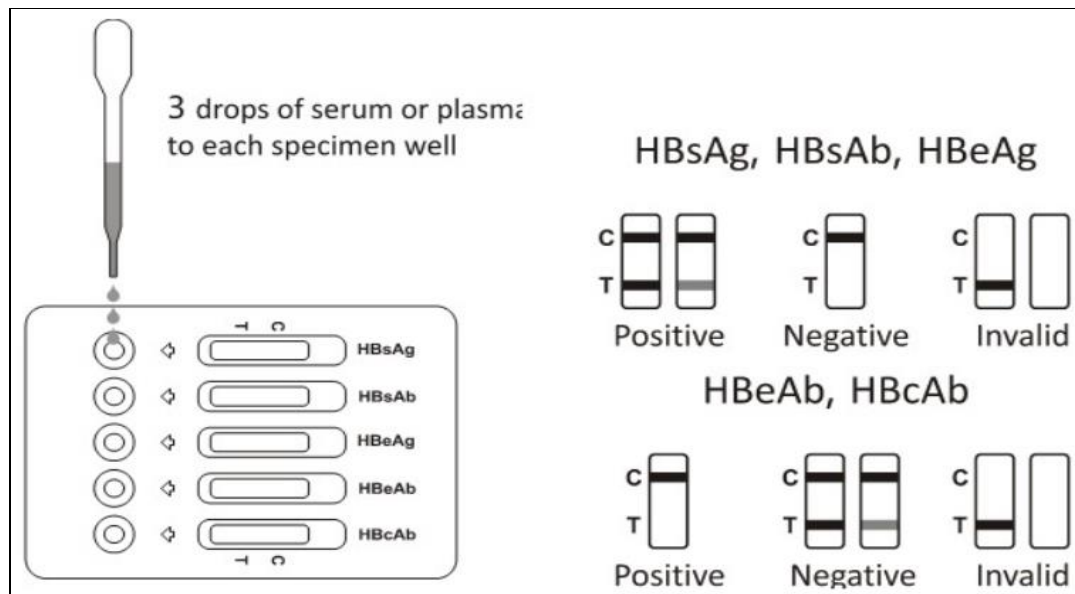 3 drops of serum or plasma
to each specimen well
T C
HBsAg
HBsAb
HBeAg
HBeAb
HBcAb
T C
HBsAg, HBsAb, HBeAg
C C C
T T T
Positive Negative Invalid
HBeAb, HBcAb
C C C
T T T
Positive Negative Invalid